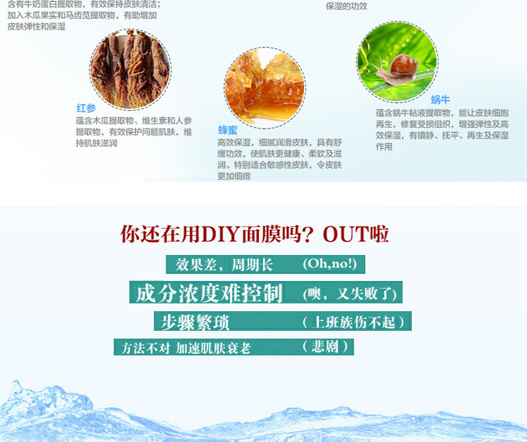 含有牛奶蛋白提取物，有效保持皮肤清洁；
加入木瓜果实和马齿苋提取物，有助增加
皮肤弹性和保湿
保湿的功效
红参
蕴含木瓜提取物、维生素和人参
提取物，有效保护问题肌肤，维
持肌肤滋润
蜂蜜
高效保湿，细腻润滑皮肤，具有舒
缓功效，使肌肤更健康、柔软及滋
润。特别适合敏感性皮肤，令皮肤
更加细緻
蜗牛
蕴含蜗牛粘液提取物，能让皮肤细胞
再生，修复受损组织，增强弹性及高
效保湿，有镇静、抚平、再生及保湿
作用
你还在用DIY面膜吗？OUT啦
效果差，周期长 (Oh,no!)
成分浓度难控制 (噢，又失败了)
步骤繁琐 （上班族伤不起）
方法不对 加速肌肤衰老 （悲剧）